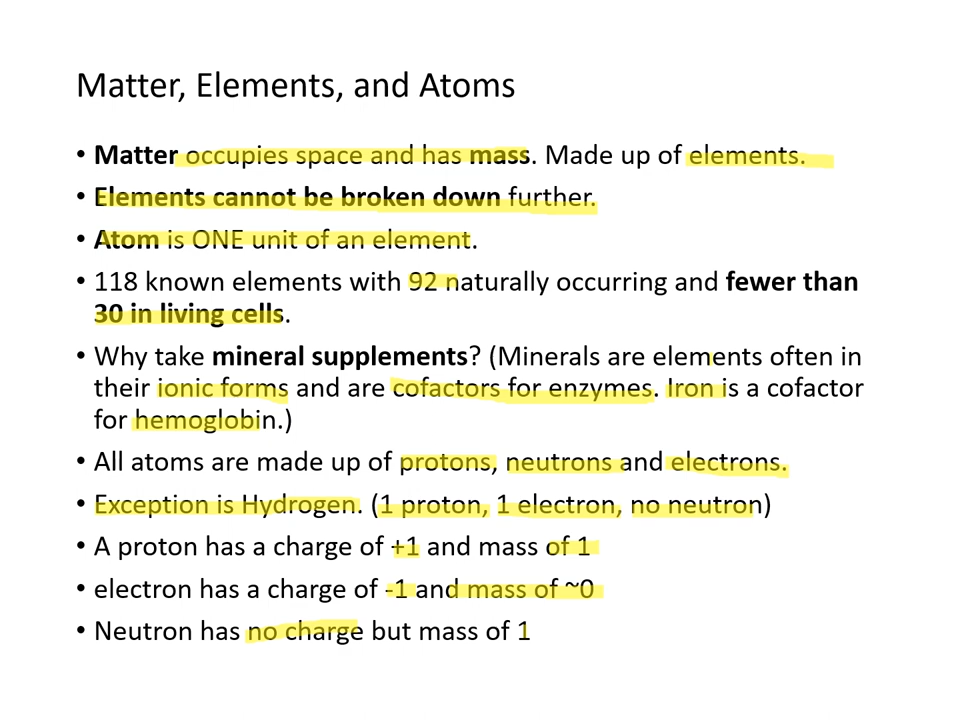 Matter, Elements, and Atoms
• Matter occupies space and has mass. Made up of elements.
• Elements cannot be broken down further.
• Atom is ONE unit of an element.
• 118 known elements with 92 naturally occurring and fewer than
30 in living cells.
• Why take mineral supplements? (Minerals are elements often in
their ionic forms and are cofactors for enzymes. Iron is a cofactor
for hemoglobin.)
• All atoms are made up of protons, neutrons and electrons.
• Exception is Hydrogen. (1 proton, 1 electron, no neutron)
• A proton has a charge of +1 and mass of 1
• electron has a charge of -1 and mass of ~0
• Neutron has no charge but mass of 1